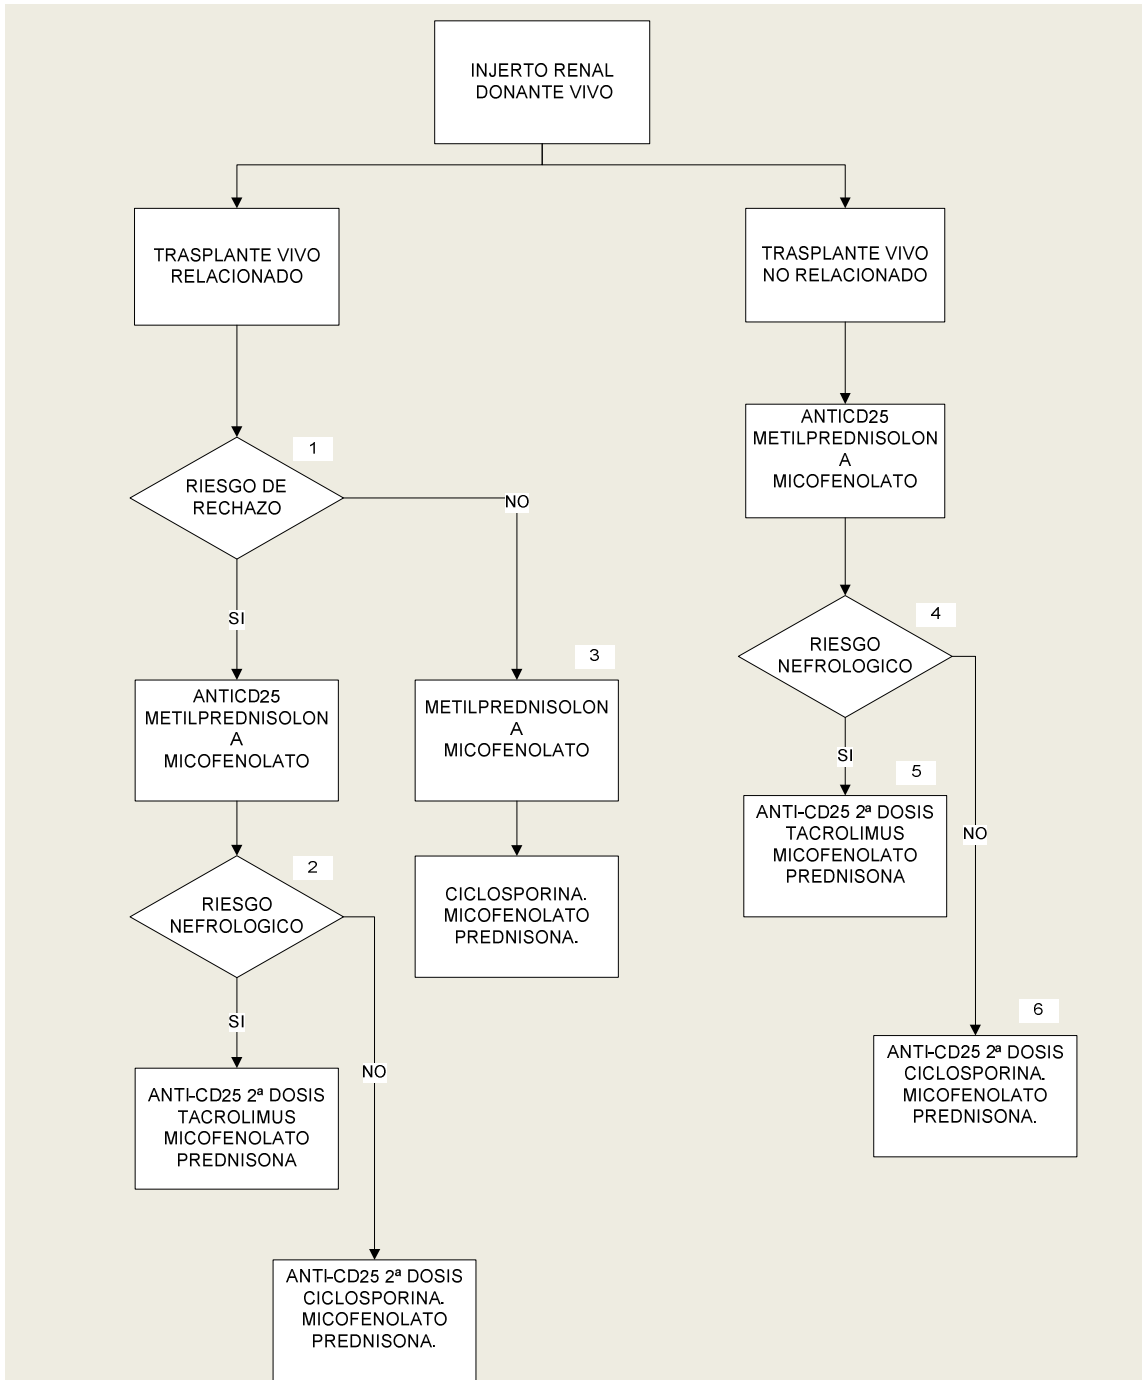 INJERTO RENAL
DONANTE VIVO
TRASPLANTE VIVO
RELACIONADO
TRASPLANTE VIVO
NO RELACIONADO
ANTICD25
METILPREDNISOLON
A
MICOFENOLATO
1
RIESGO DE
RECHAZO
NO
SI
4
RIESGO
NEFROLOGICO
3
ANTICD25
METILPREDNISOLON
A
MICOFENOLATO
METILPREDNISOLON
A
MICOFENOLATO
SI
5
ANTI-CD25 2ª DOSIS
TACROLIMUS
MICOFENOLATO
PREDNISONA
NO
2
RIESGO
NEFROLOGICO
CICLOSPORINA.
MICOFENOLATO
PREDNISONA.
SI
NO
6
ANTI-CD25 2ª DOSIS
CICLOSPORINA.
MICOFENOLATO
PREDNISONA.
ANTI-CD25 2ª DOSIS
TACROLIMUS
MICOFENOLATO
PREDNISONA
ANTI-CD25 2ª DOSIS
CICLOSPORINA.
MICOFENOLATO
PREDNISONA.